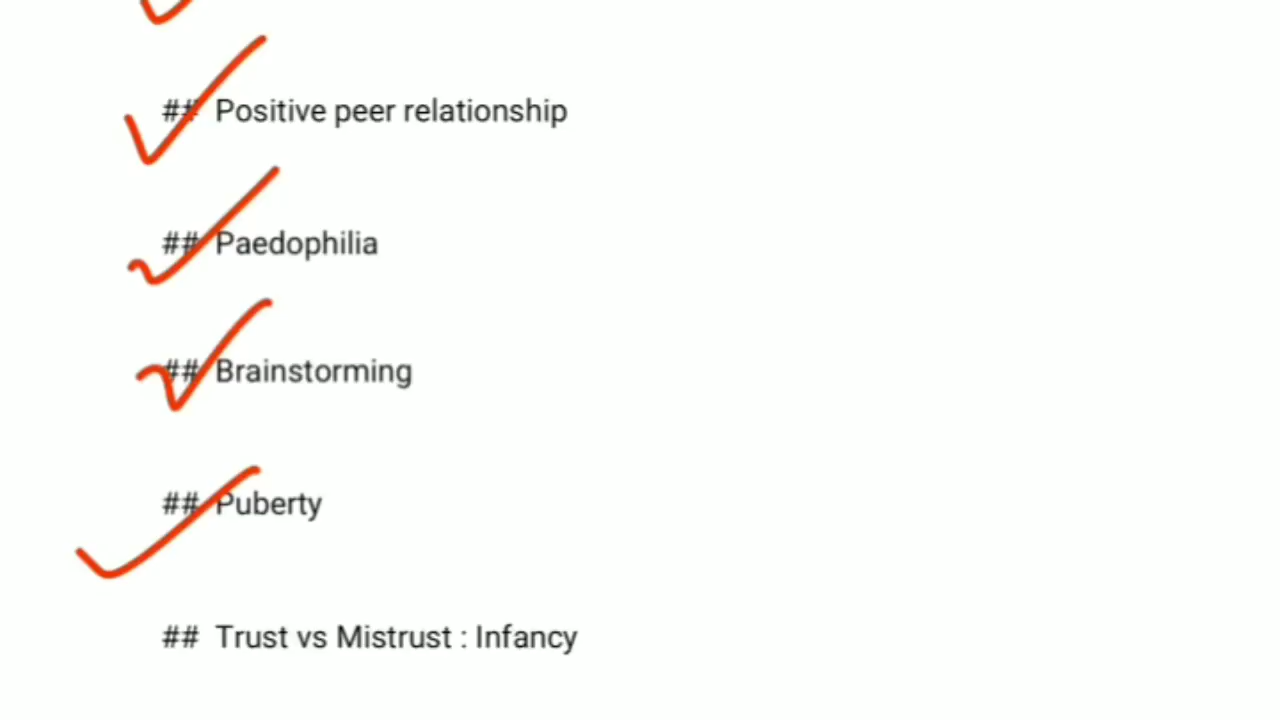 ## Positive peer relationship
## Paedophilia
## Brainstorming
## Puberty
## Trust vs Mistrust : Infancy